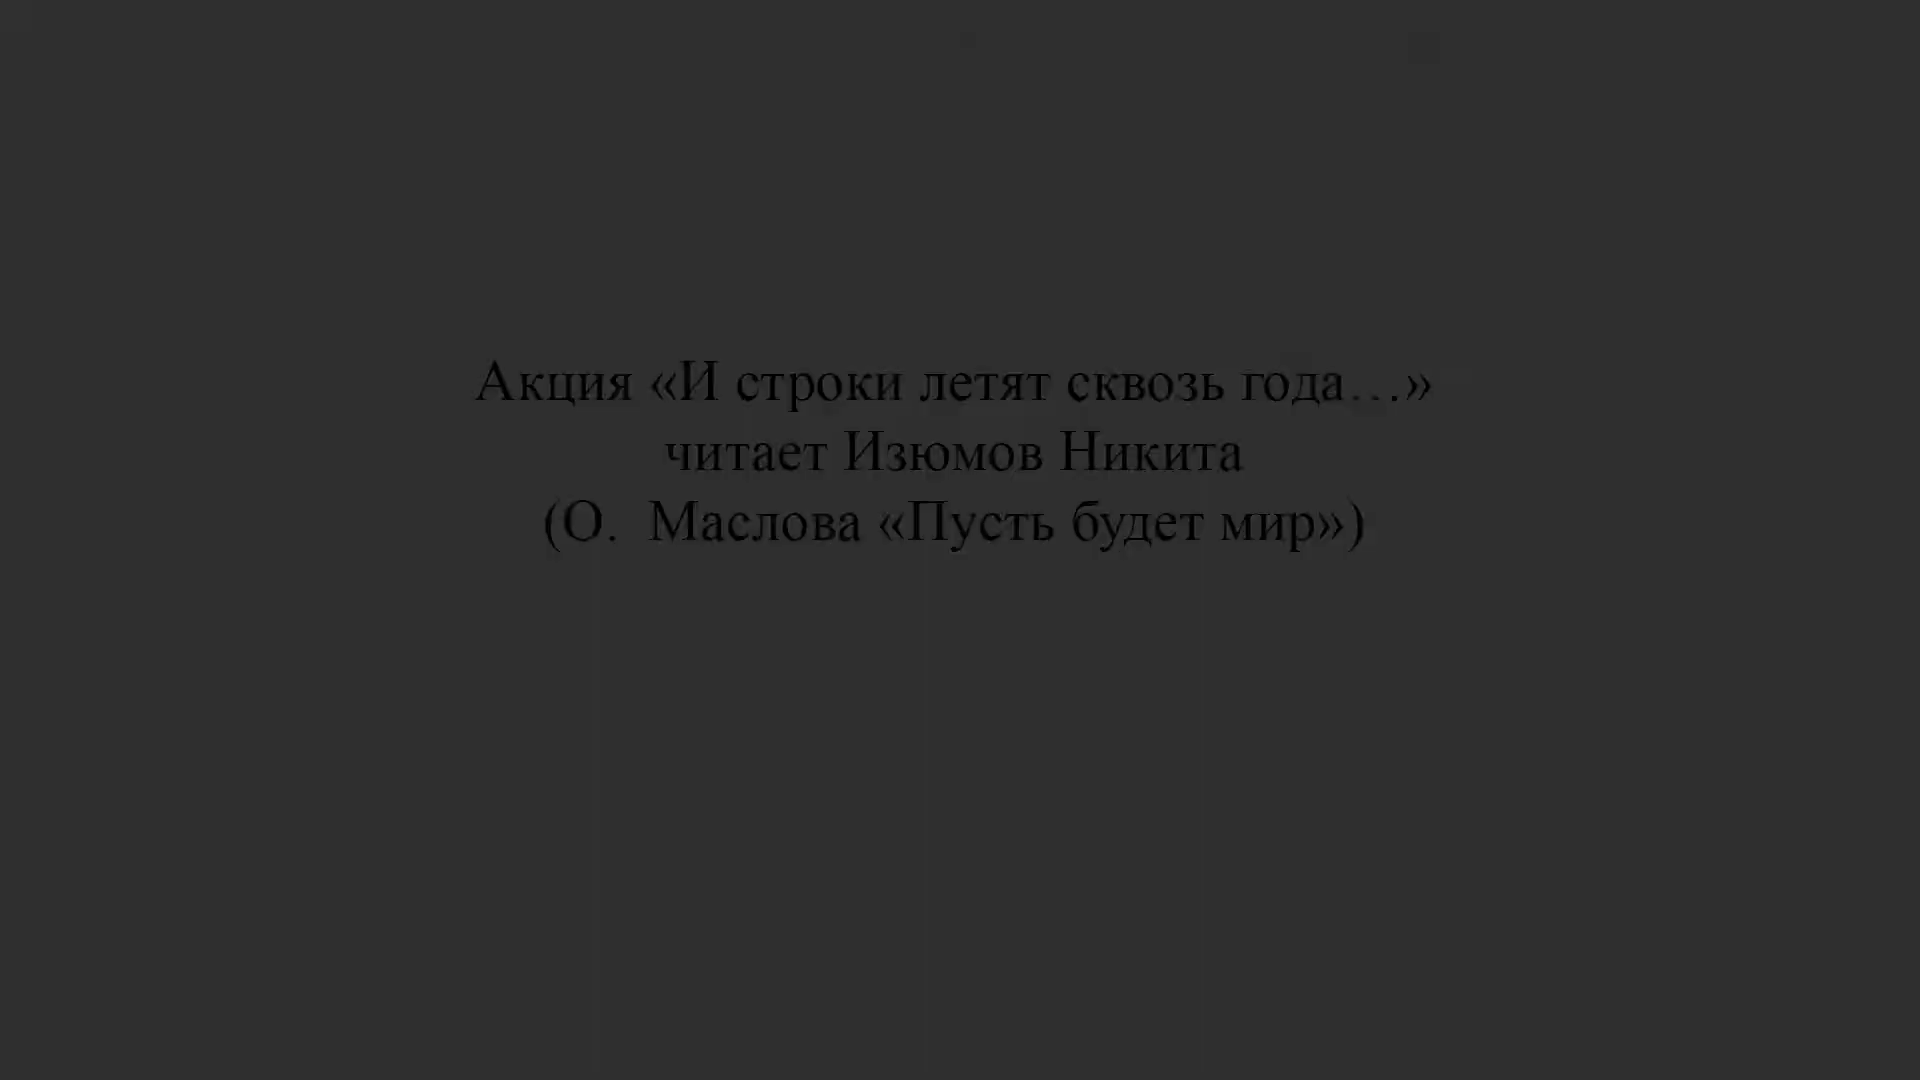 Акция «И строки летят сквозь года…»
читает Изюмов Никита
(О.  Маслова «Пусть будет мир»)